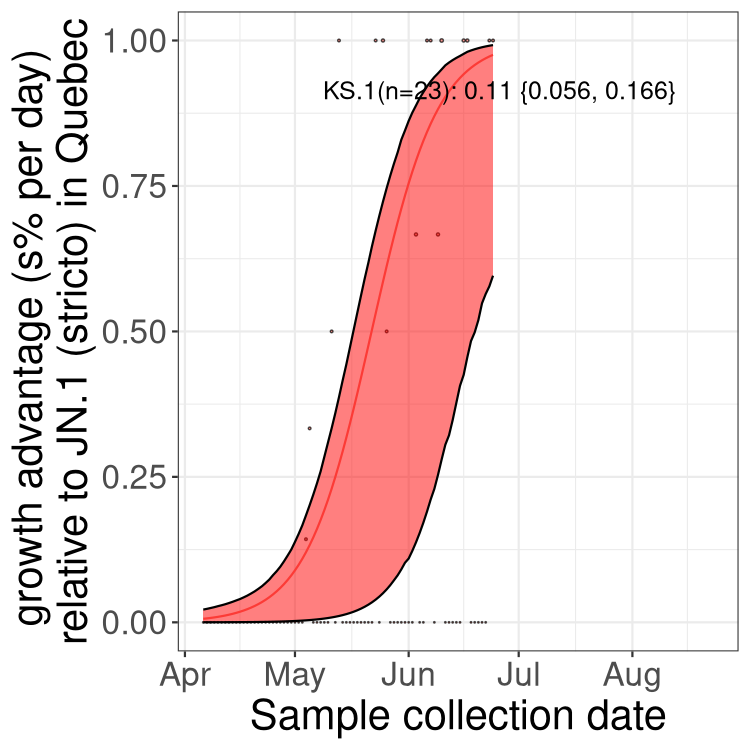 growth advantage (s% per day)
relative to JN.1 (stricto) in Quebec
1.00
0.75
0.50
0.25
0.00
KS.1(n=23): 0.11 {0.056, 0.166}
Apr May Jun Jul Aug
Sample collection date